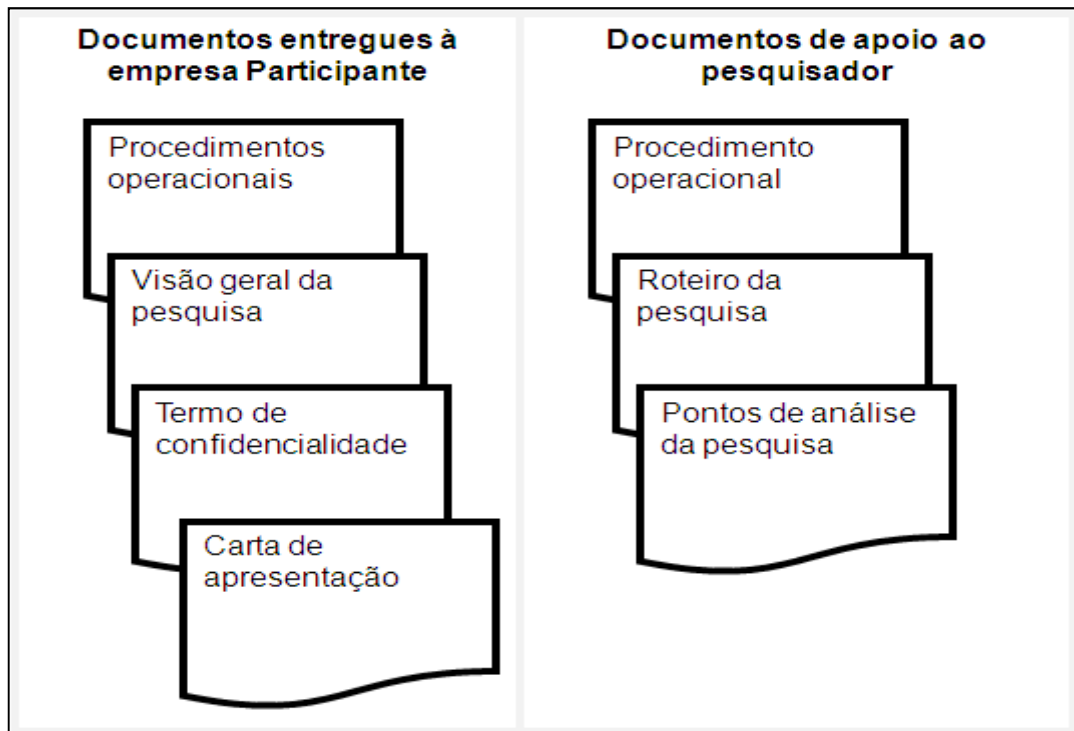 Documentos entregues à
empresa Participante
Procedimentos
operacionais
Visão geral da
pesquisa
Termo de
confidencialidade
Carta de
apresentação
Documentos de apoio ao
pesquisador
Procedimento
operacional
Roteiro da
pesquisa
Pontos de análise
da pesquisa